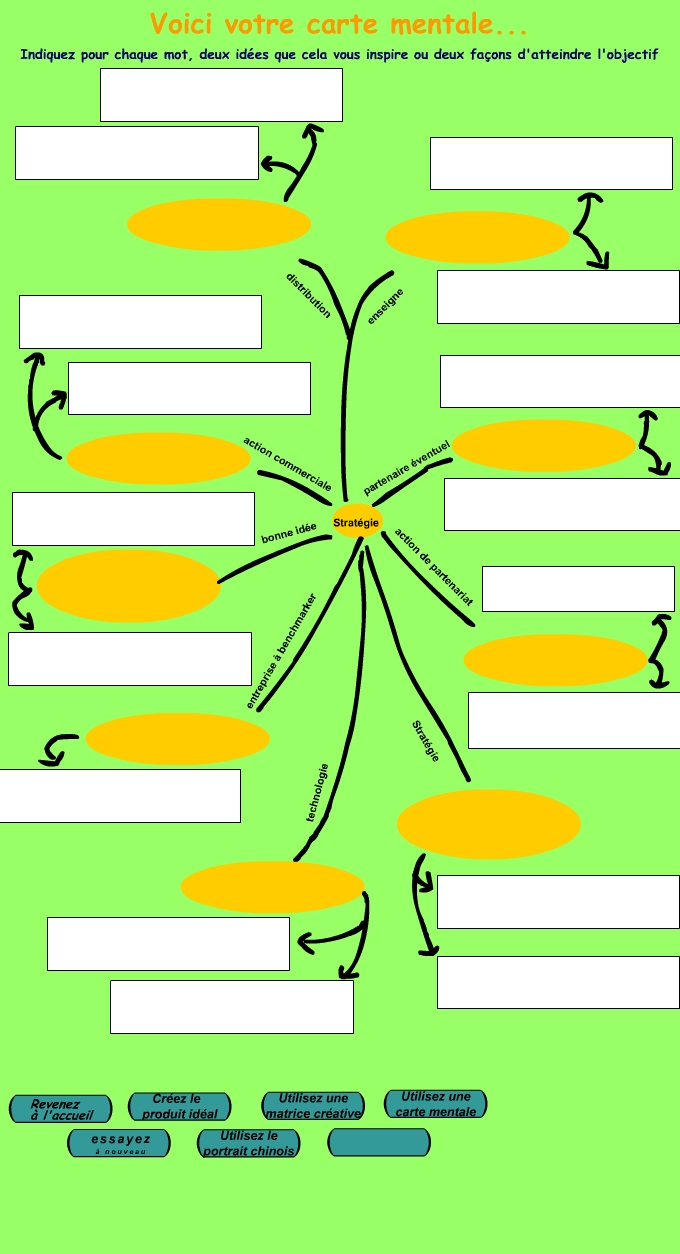 Voici votre carte mentale...
Indiquez pour chaque mot, deux idées que cela vous inspire ou deux façons d'atteindre l'objectif
distribution
enseigne
action commerciale
partenaire éventuel
Stratégie
bonne idée
action de partenariat
entreprise à benchmarker
Stratégie
technologie
Revenez
à l'accueil
Créez le
produit idéal
Utilisez une
matrice créative
Utilisez une
carte mentale
essayez
à nouveau
Utilisez le
portrait chinois